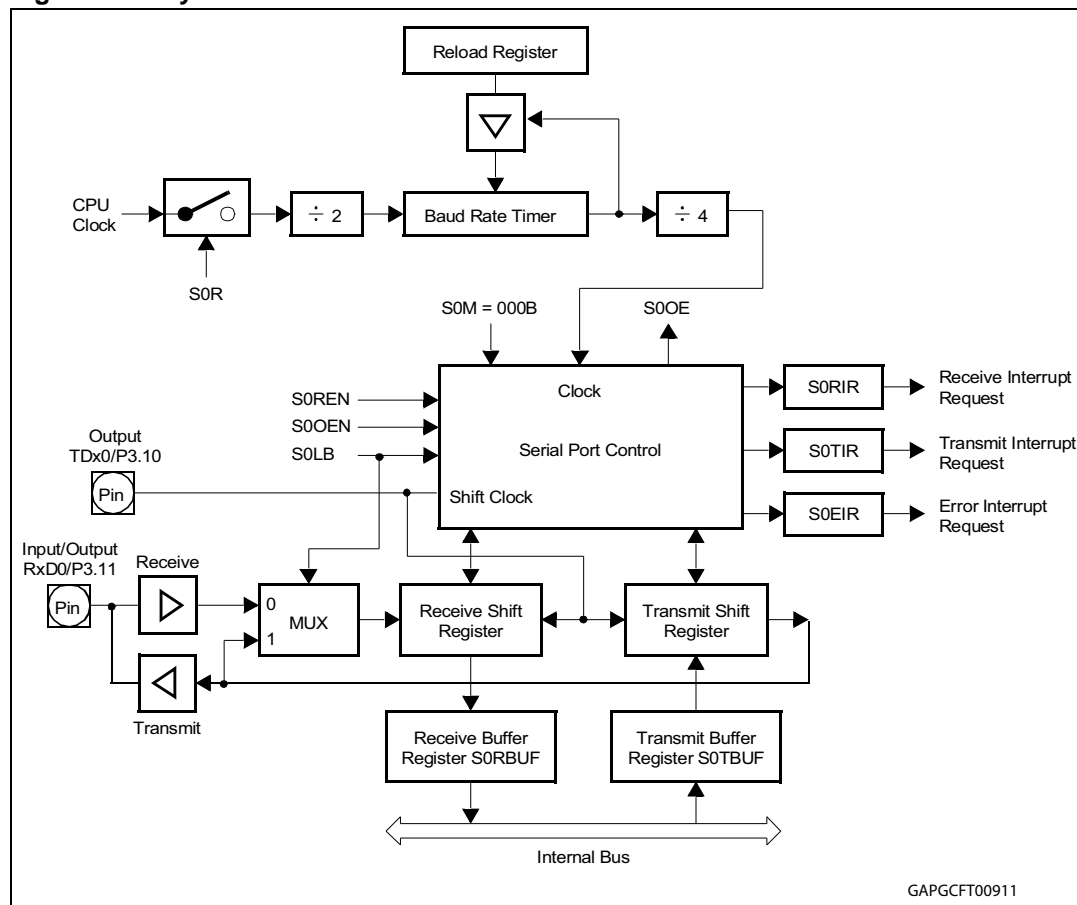 Reload Register
CPU
Clock
÷ 2
Baud Rate Timer
÷ 4
S0R
S0M = 000B
S0OE
Clock
S0REN
S0OEN
S0LB
Serial Port Control
Shift Clock
S0RIR
Receive Interrupt
Request
S0TIR
Transmit Interrupt
Request
S0EIR
Error Interrupt
Request
Output
TDx0/P3.10
Pin
Input/Output
RxD0/P3.11
Pin
Receive
0
MUX
1
Receive Shift
Register
Transmit Shift
Register
Transmit
Receive Buffer
Register S0RBUF
Transmit Buffer
Register S0TBUF
Internal Bus
GAPGCFT00911